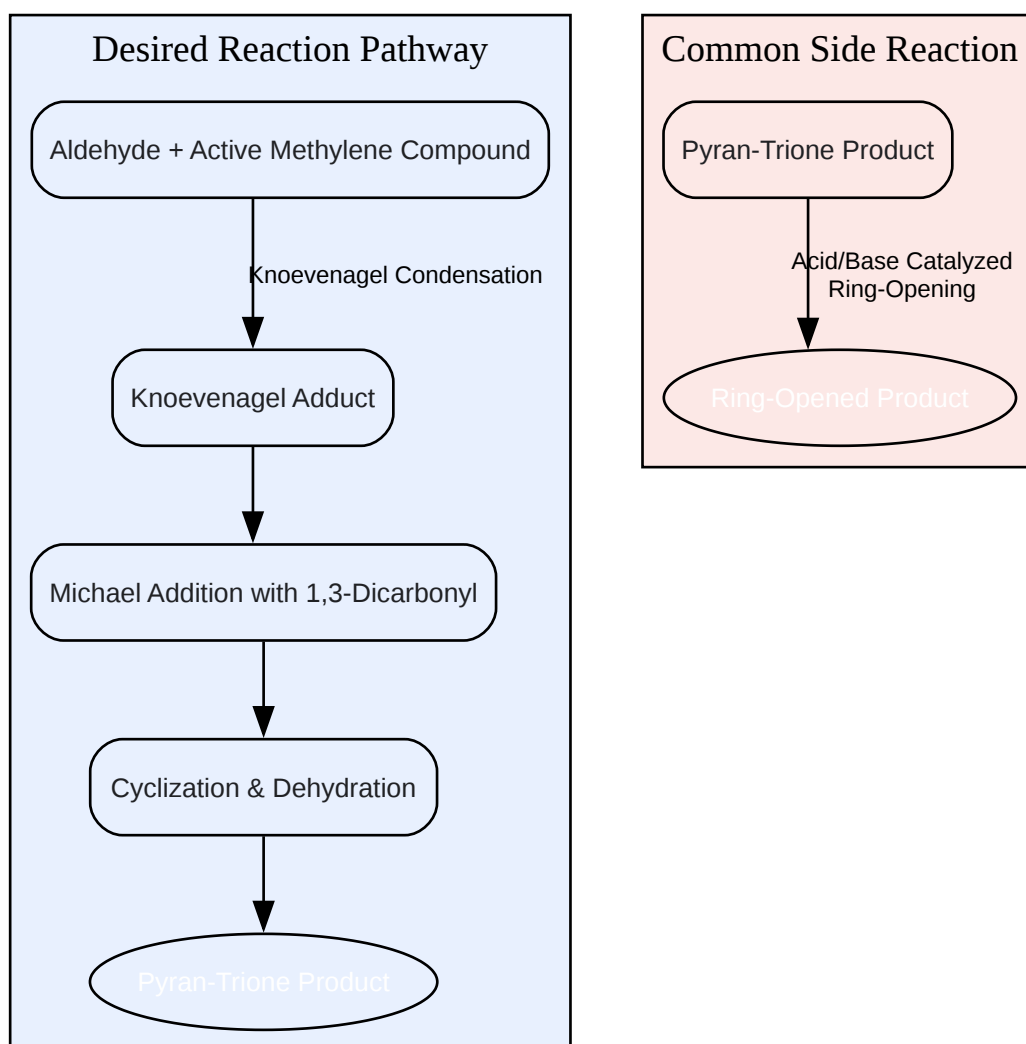 Desired Reaction Pathway
Aldehyde + Active Methylene Compound
Knoevenagel Condensation
Knoevenagel Adduct
Michael Addition with 1,3-Dicarbonyl
Cyclization & Dehydration
Pyran-Trione Product
Common Side Reaction
Pyran-Trione Product
Acid/Base Catalyzed
Ring-Opening
Ring-Opened Product